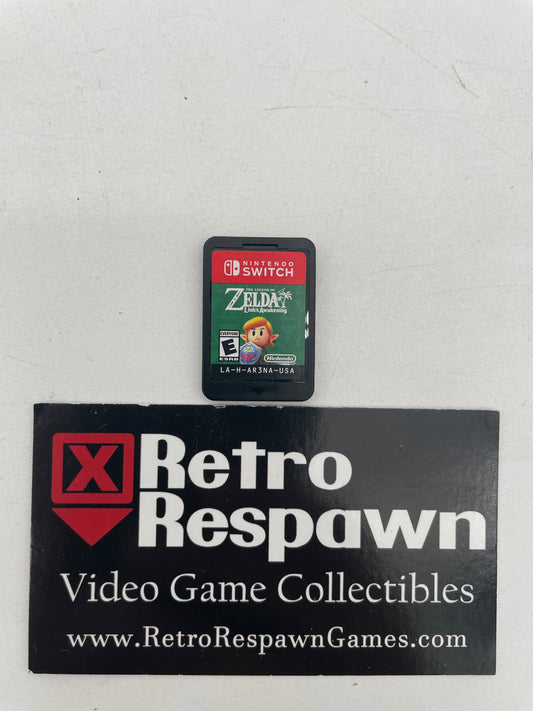 NINTENDO
SWITCH
THE LEGEND OF
ZELDA
Link's Awakening
EVERYONE
E
ESRB
Nintendo
LA-H-AR3NA-USA
X
Retro
Respawn
Video Game Collectibles
www.RetroRespawnGames.com